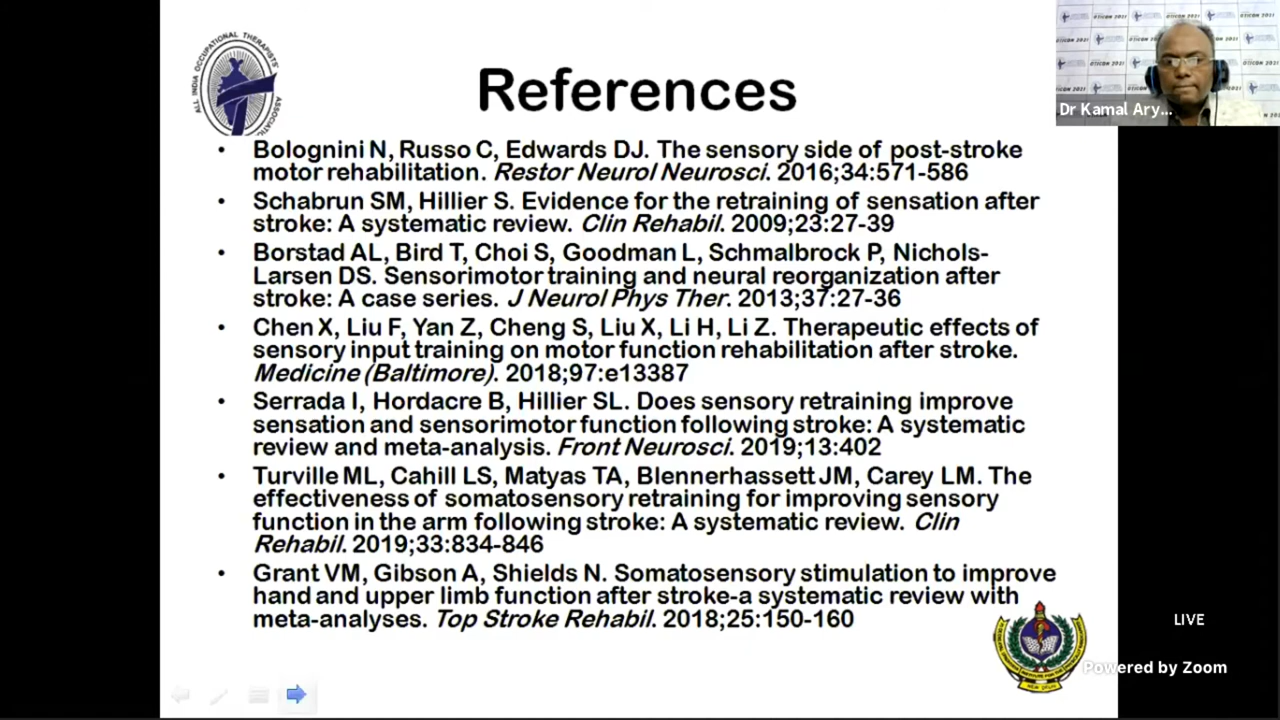 ALL INDIA OCCUPATIONAL THERAPISTS' ASSOCIATION
References
OTICON 2021
Dr Kamal Ary...
• Bolognini N, Russo C, Edwards DJ. The sensory side of post-stroke
motor rehabilitation. Restor Neurol Neurosci. 2016;34:571-586
• Schabrun SM, Hillier S. Evidence for the retraining of sensation after
stroke: A systematic review. Clin Rehabil. 2009;23:27-39
• Borstad AL, Bird T, Choi S, Goodman L, Schmalbrock P, Nichols-
Larsen DS. Sensorimotor training and neural reorganization after
stroke: A case series. J Neurol Phys Ther. 2013;37:27-36
• Chen X, Liu F, Yan Z, Cheng S, Liu X, Li H, Li Z. Therapeutic effects of
sensory input training on motor function rehabilitation after stroke.
Medicine (Baltimore). 2018;97:e13387
• Serrada I, Hordacre B, Hillier SL. Does sensory retraining improve
sensation and sensorimotor function following stroke: A systematic
review and meta-analysis. Front Neurosci. 2019;13:402
• Turville ML, Cahill LS, Matyas TA, Blennerhassett JM, Carey LM. The
effectiveness of somatosensory retraining for improving sensory
function in the arm following stroke: A systematic review. Clin
Rehabil. 2019;33:834-846
• Grant VM, Gibson A, Shields N. Somatosensory stimulation to improve
hand and upper limb function after stroke-a systematic review with
meta-analyses. Top Stroke Rehabil. 2018;25:150-160
NEW DELHI
LIVE
Powered by Zoom